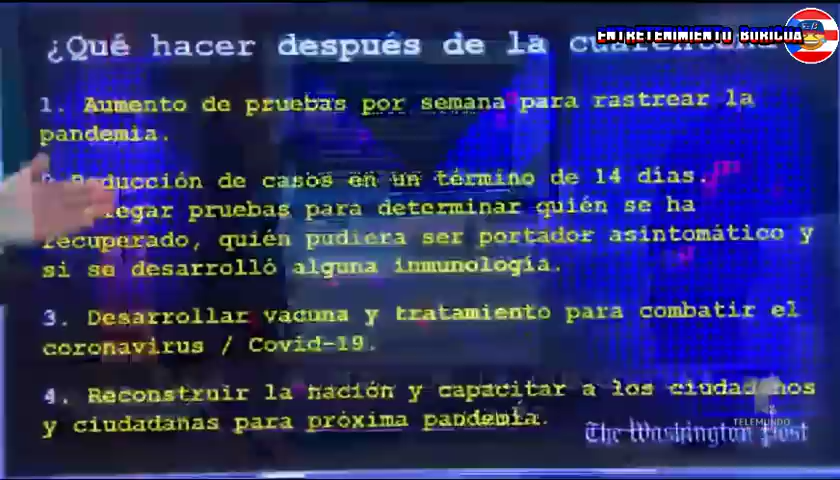 ENTRETENIMIENTO BORICUA
¿Qué hacer después de la
1. Aumento de pruebas por semana para rastrear la
pandemia.
Reducción de casos en un término de 14 días.
pruebas para determinar quién se ha
recuperado, quién pudiera ser portador asintomático y
si se desarrolló alguna inmunología.
3. Desarrollar vacuna y tratamiento para combatir el
coronavirus / Covid-19.
4. Reconstruir la nación y capacitar a los ciudadanos
y ciudadanas para próxima pandemia.
The Washington Post
TELEMUNDO